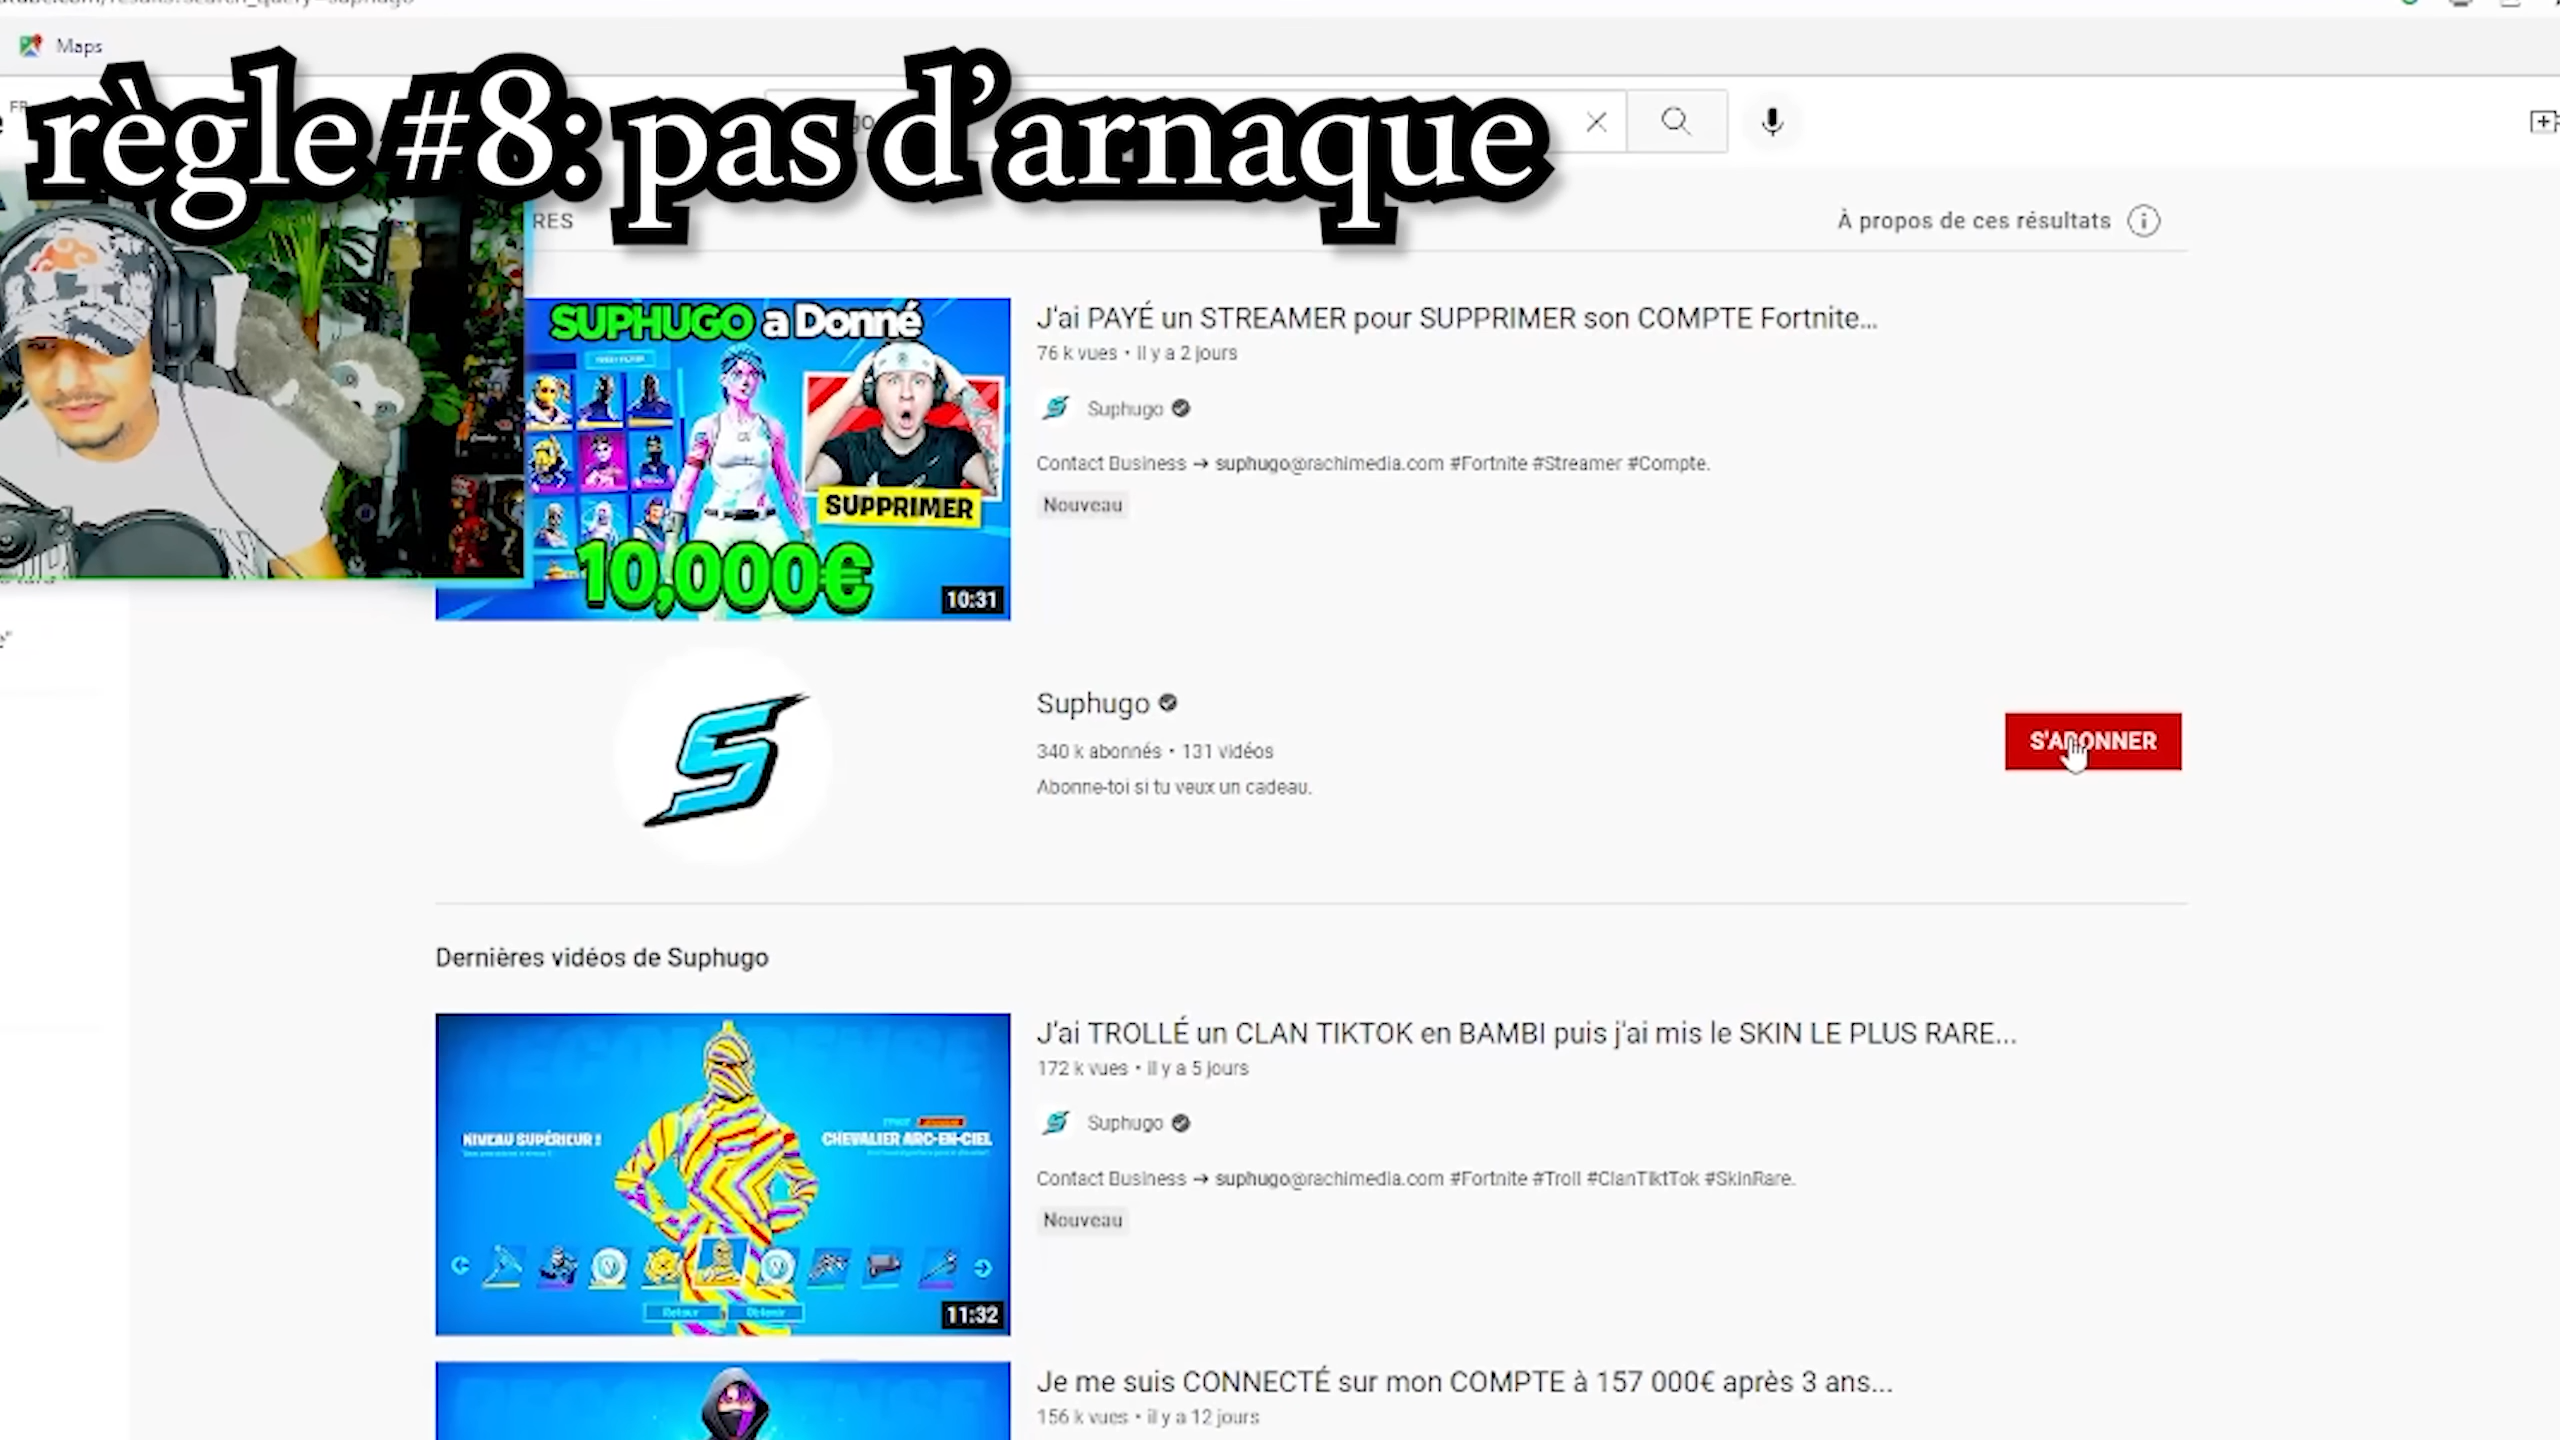 Maps
FR
règle #8: pas d'arnaque
RES
À propos de ces résultats
SUPHUGO a Donné
SUPPRIMER
10,000€
10:31
J'ai PAYÉ un STREAMER pour SUPPRIMER son COMPTE Fortnite...
76 k vues • il y a 2 jours
Suphugo
Contact Business → suphugo@rachimedia.com #Fortnite #Streamer #Compte.
Nouveau
Suphugo
340 k abonnés • 131 vidéos
Abonne-toi si tu veux un cadeau.
S'ABONNER
Dernières vidéos de Suphugo
NIVEAU SUPÉRIEUR !
CHEVALIER ARC-EN-CIEL
Retour
Obtenir
11:32
J'ai TROLLÉ un CLAN TIKTOK en BAMBI puis j'ai mis le SKIN LE PLUS RARE...
172 k vues • il y a 5 jours
Suphugo
Contact Business → suphugo@rachimedia.com #Fortnite #Troll #ClanTiktTok #SkinRare.
Nouveau
Je me suis CONNECTÉ sur mon COMPTE à 157 000€ après 3 ans...
156 k vues • il y a 12 jours